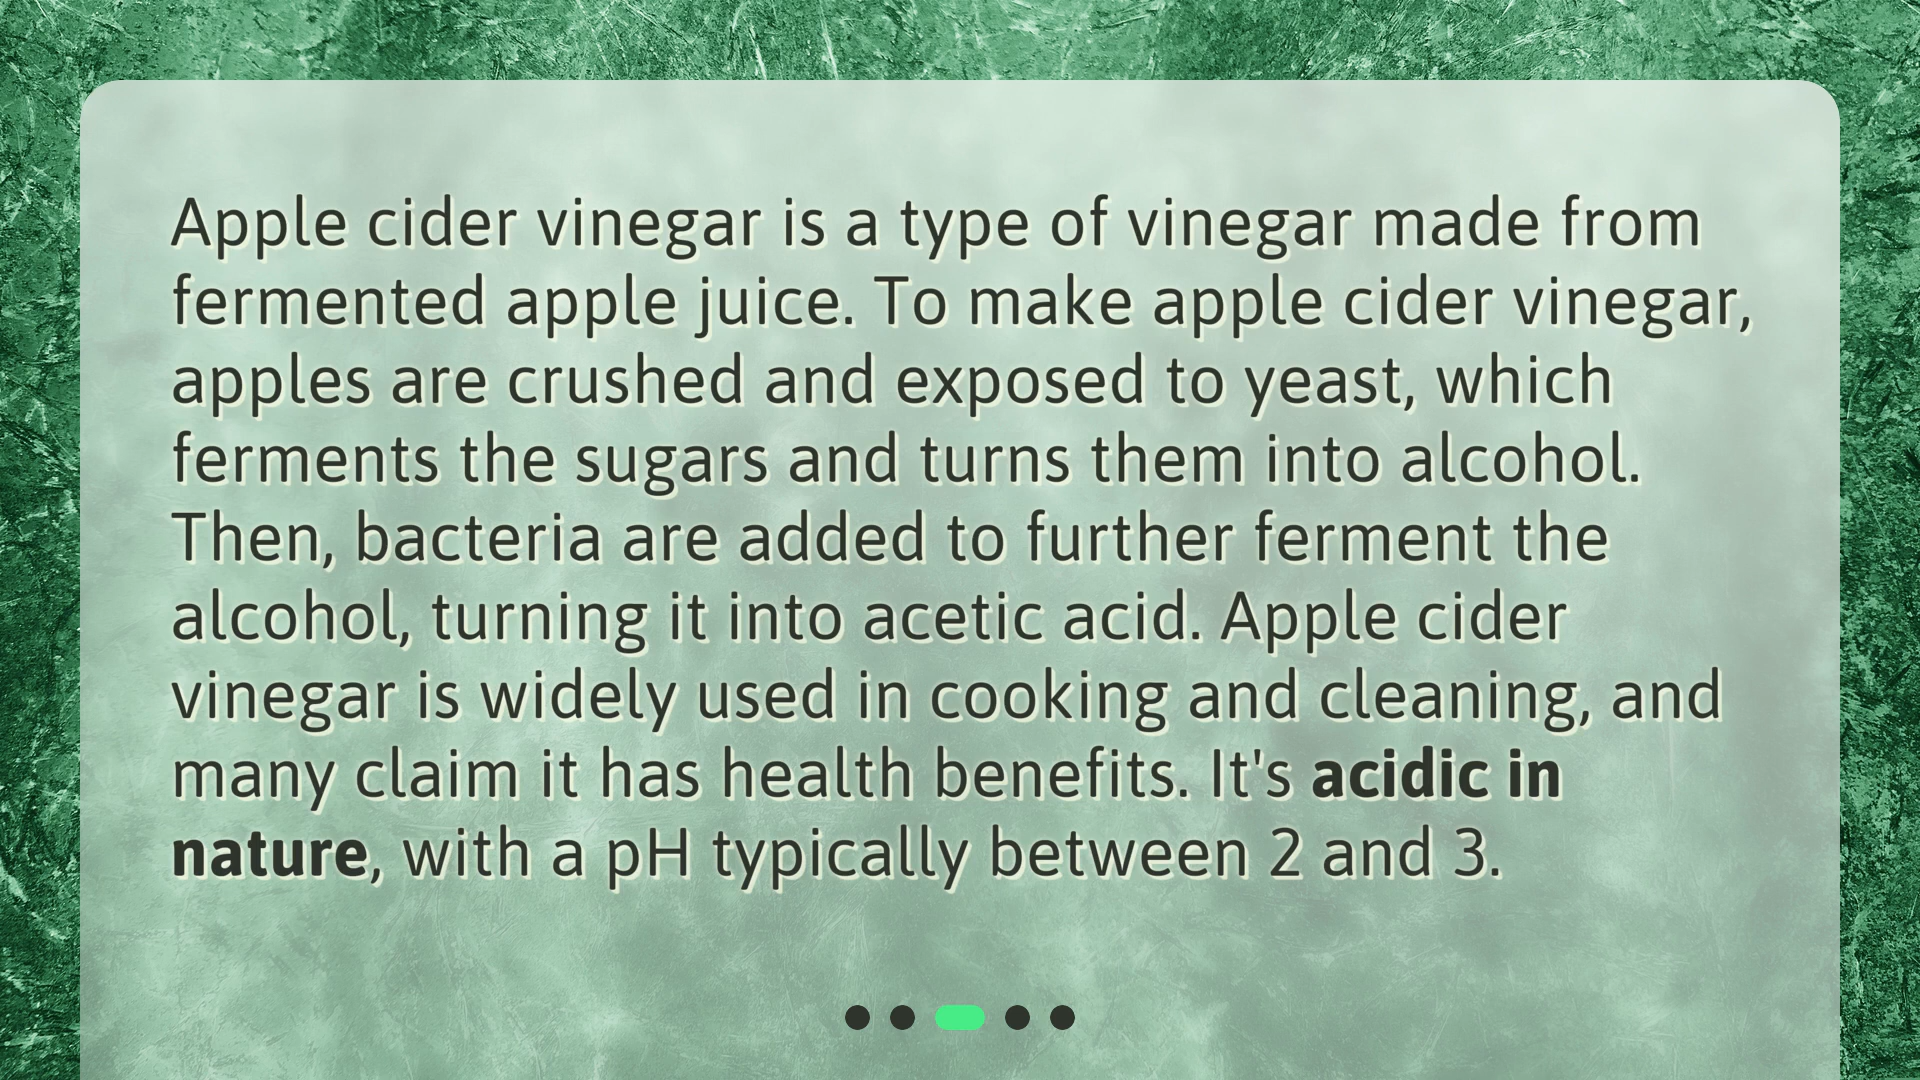 Apple cider vinegar is a type of vinegar made from
fermented apple juice. To make apple cider vinegar,
apples are crushed and exposed to yeast, which
ferments the sugars and turns them into alcohol.
Then, bacteria are added to further ferment the
alcohol, turning it into acetic acid. Apple cider
vinegar is widely used in cooking and cleaning, and
many claim it has health benefits. It's acidic in
nature, with a pH typically between 2 and 3.